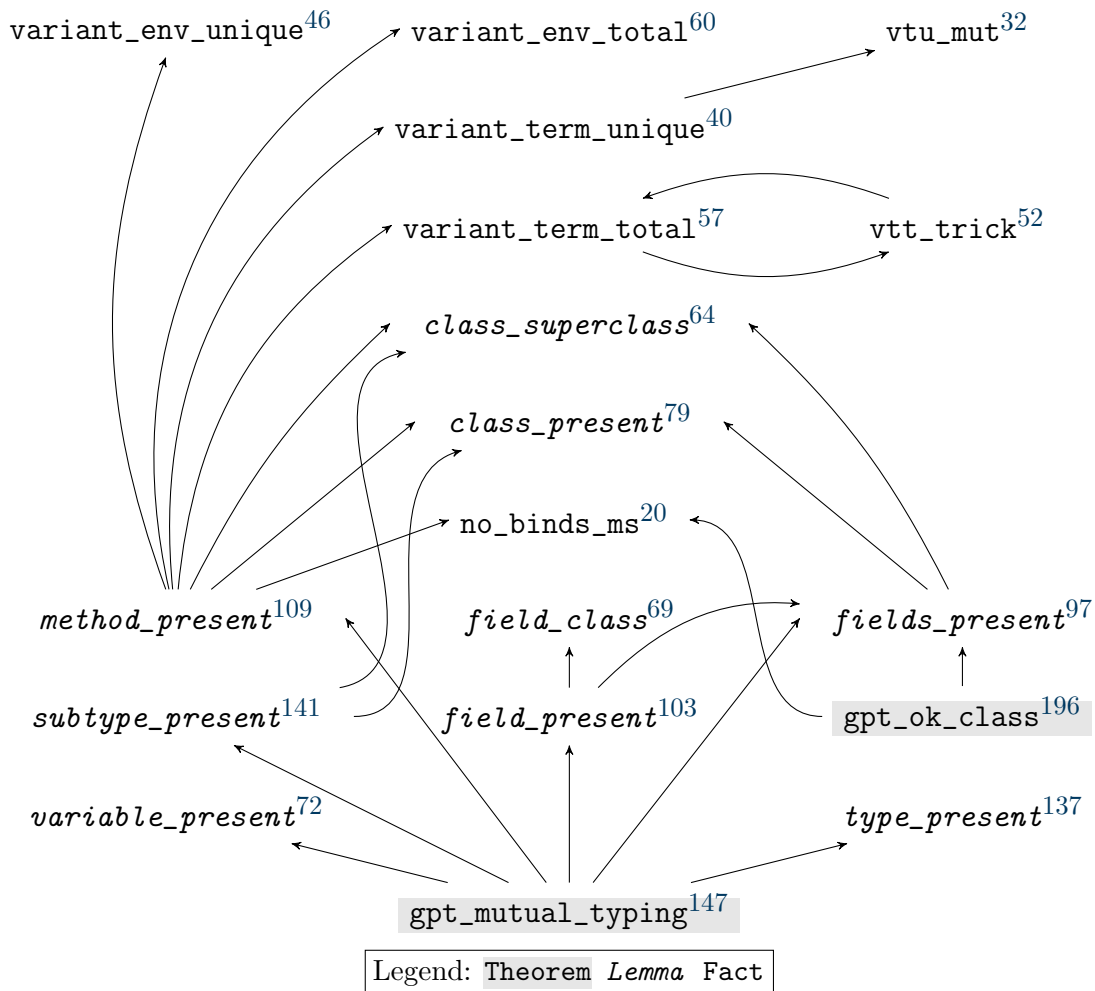 variant_env_unique46 variant_env_total60 vtu_mut32
variant_term_unique40
variant_term_total57 vtt_trick52
class_superclass64
class_present79
no_binds_ms20
method_present109 field_class69 fields_present97
subtype_present141 field_present103 gpt_ok_class196
variable_present72 type_present137
gpt_mutual_typing147
Legend: Theorem Lemma Fact